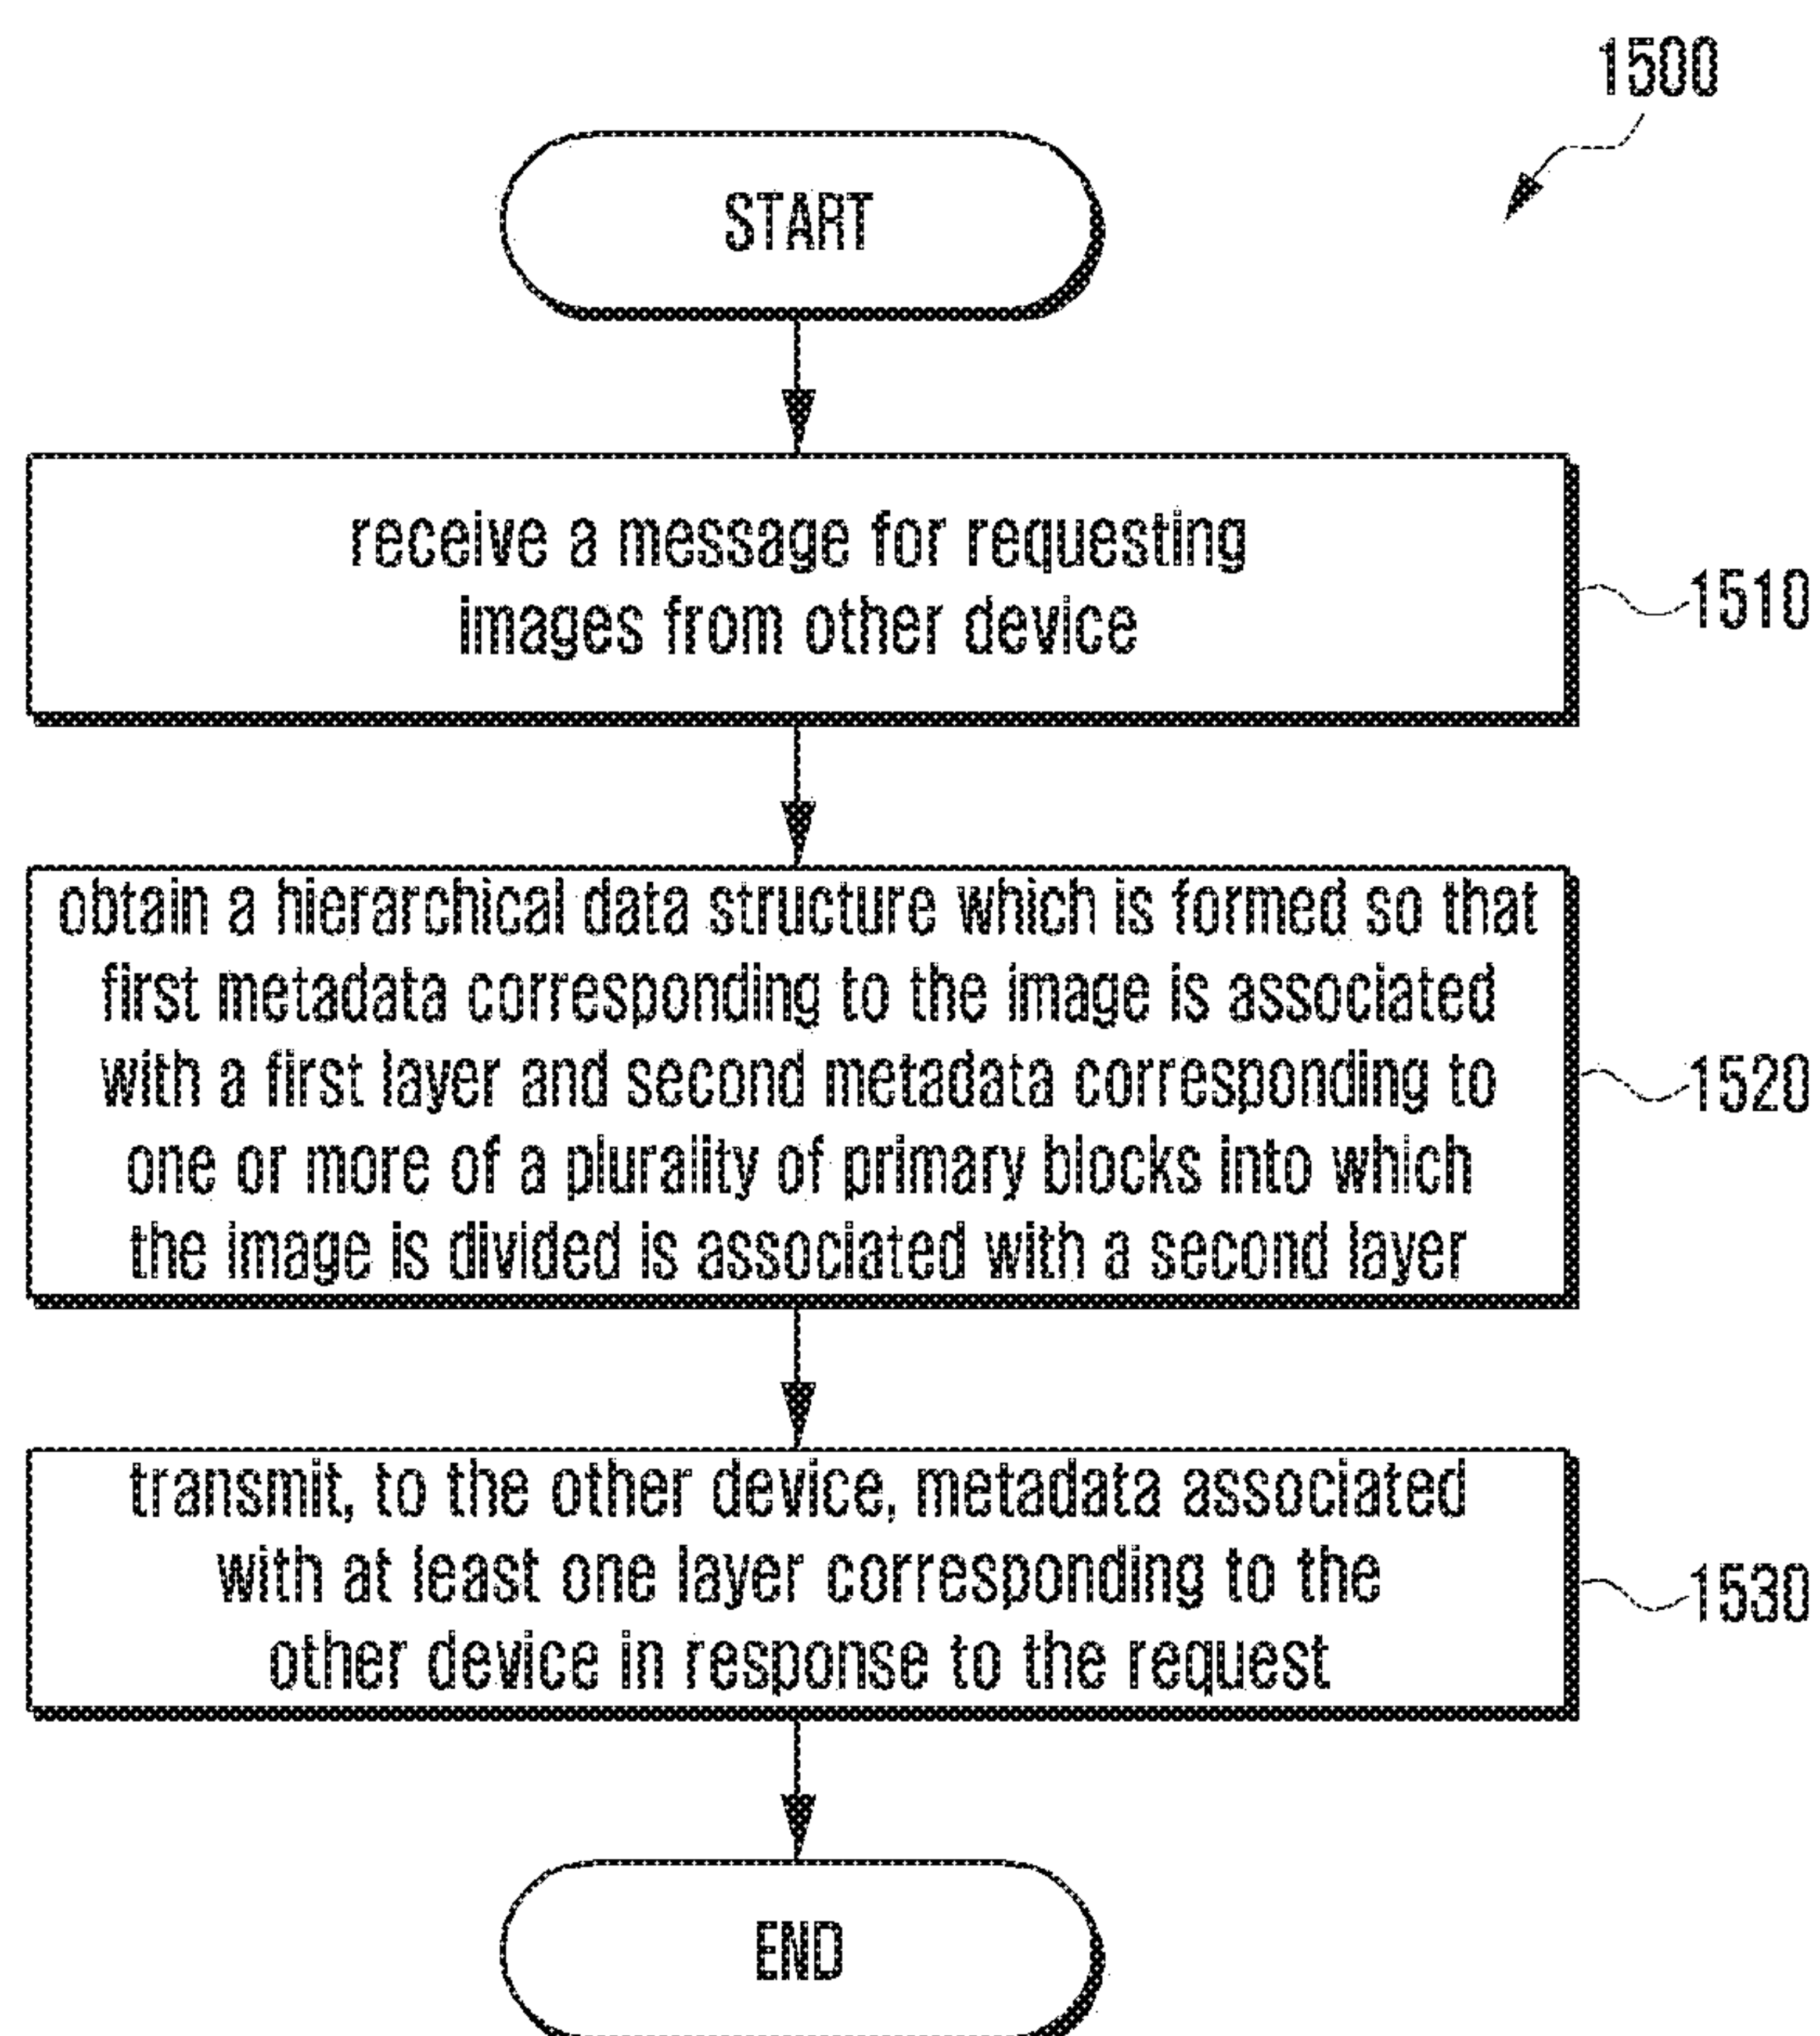 1500
START
receive a message for requesting
images from other device
1510
obtain a hierarchical data structure which is formed so that
first metadata corresponding to the image is associated
with a first layer and second metadata corresponding to
one or more of a plurality of primary blocks into which
the image is divided is associated with a second layer
1520
transmit, to the other device, metadata associated
with at least one layer corresponding to the
other device in response to the request
1530
END